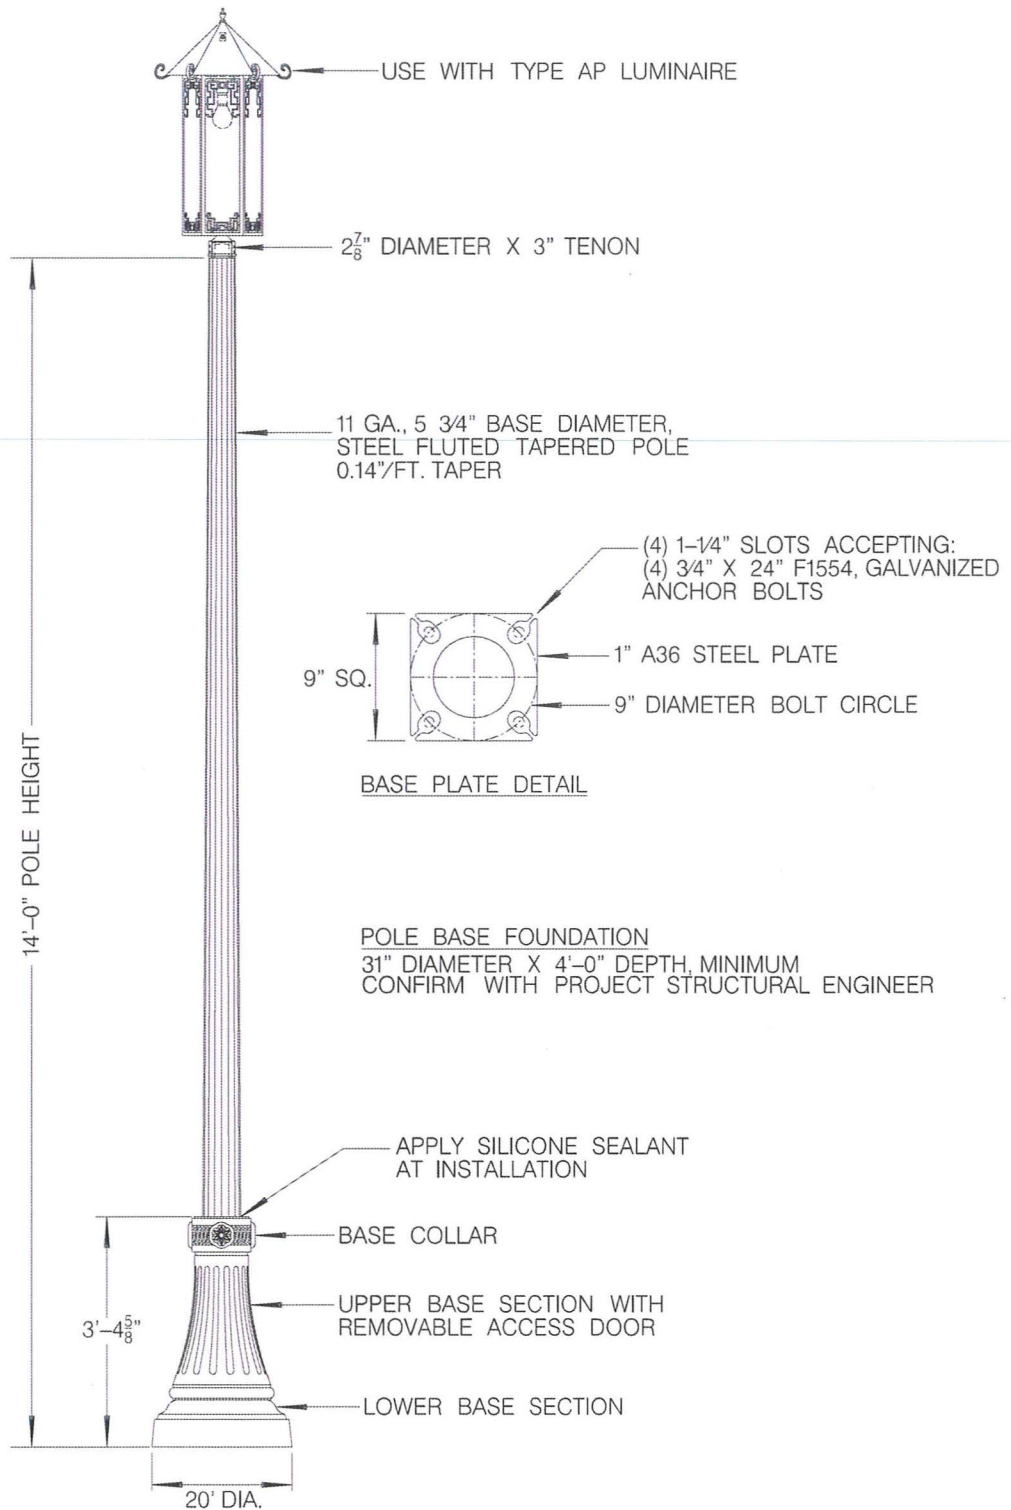 USE WITH TYPE AP LUMINAIRE
2⅞" DIAMETER X 3" TENON
11 GA., 5 3/4" BASE DIAMETER,
STEEL FLUTED TAPERED POLE
0.14"/FT. TAPER
(4) 1-1/4" SLOTS ACCEPTING:
(4) 3/4" X 24" F1554, GALVANIZED
ANCHOR BOLTS
1" A36 STEEL PLATE
9" SQ.
9" DIAMETER BOLT CIRCLE
BASE PLATE DETAIL
14'-0" POLE HEIGHT
POLE BASE FOUNDATION
31" DIAMETER X 4'-0" DEPTH, MINIMUM
CONFIRM WITH PROJECT STRUCTURAL ENGINEER
APPLY SILICONE SEALANT
AT INSTALLATION
BASE COLLAR
UPPER BASE SECTION WITH
REMOVABLE ACCESS DOOR
3'-4⅝"
LOWER BASE SECTION
20' DIA.